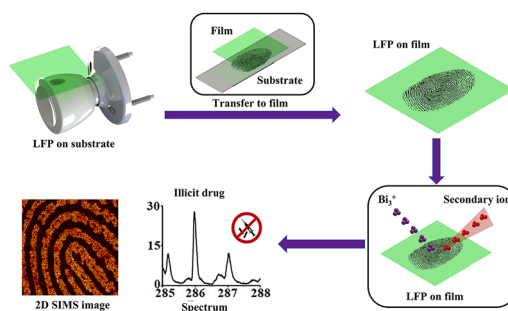 Film
Substrate
Transfer to film
LFP on substrate
LFP on film
Bi₃⁺
Secondary ion
LFP on film
Illicit drug
30
15
0
285 286 287 288
Spectrum
2D SIMS image